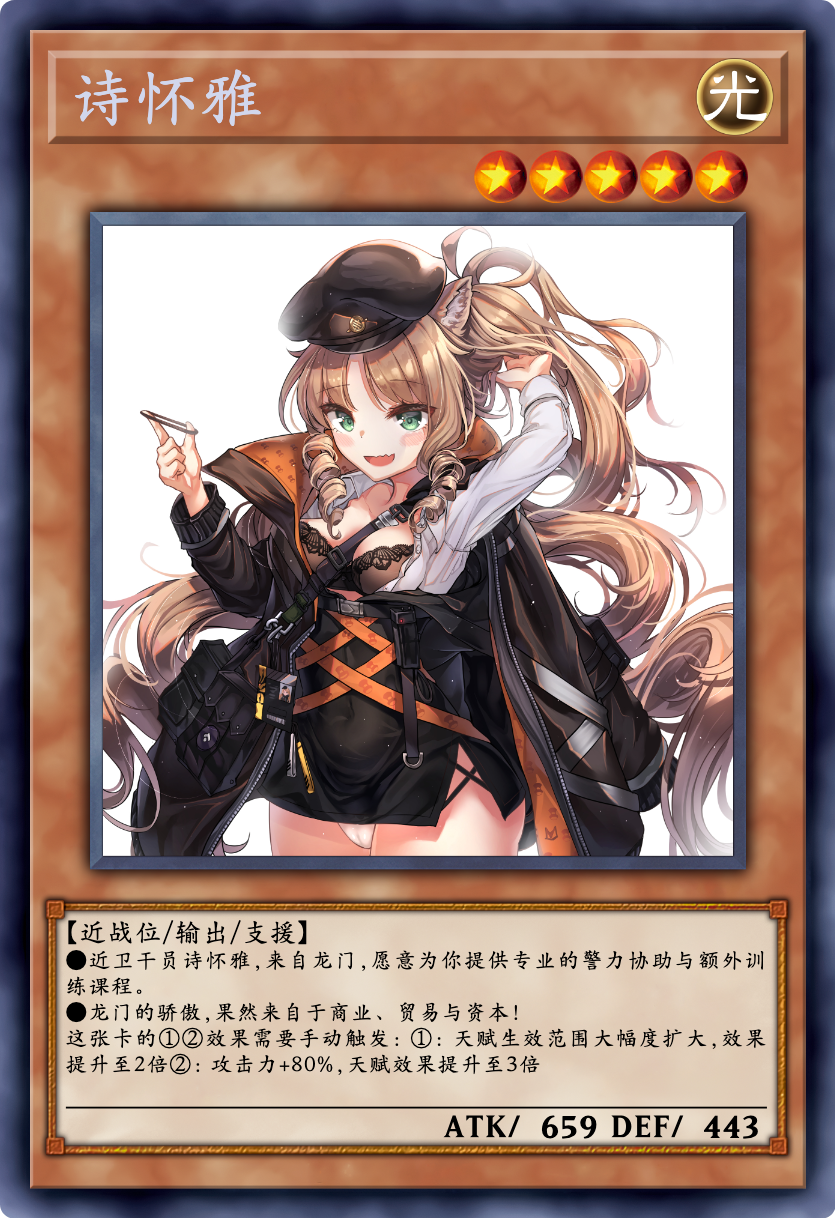 诗怀雅
光
【近战位/输出/支援】
●近卫干员诗怀雅,来自龙门,愿意为你提供专业的警力协助与额外训
练课程。
●龙门的骄傲,果然来自于商业、贸易与资本!
这张卡的①②效果需要手动触发:①:天赋生效范围大幅度扩大,效果
提升至2倍②:攻击力+80%,天赋效果提升至3倍
ATK/ 659 DEF/ 443